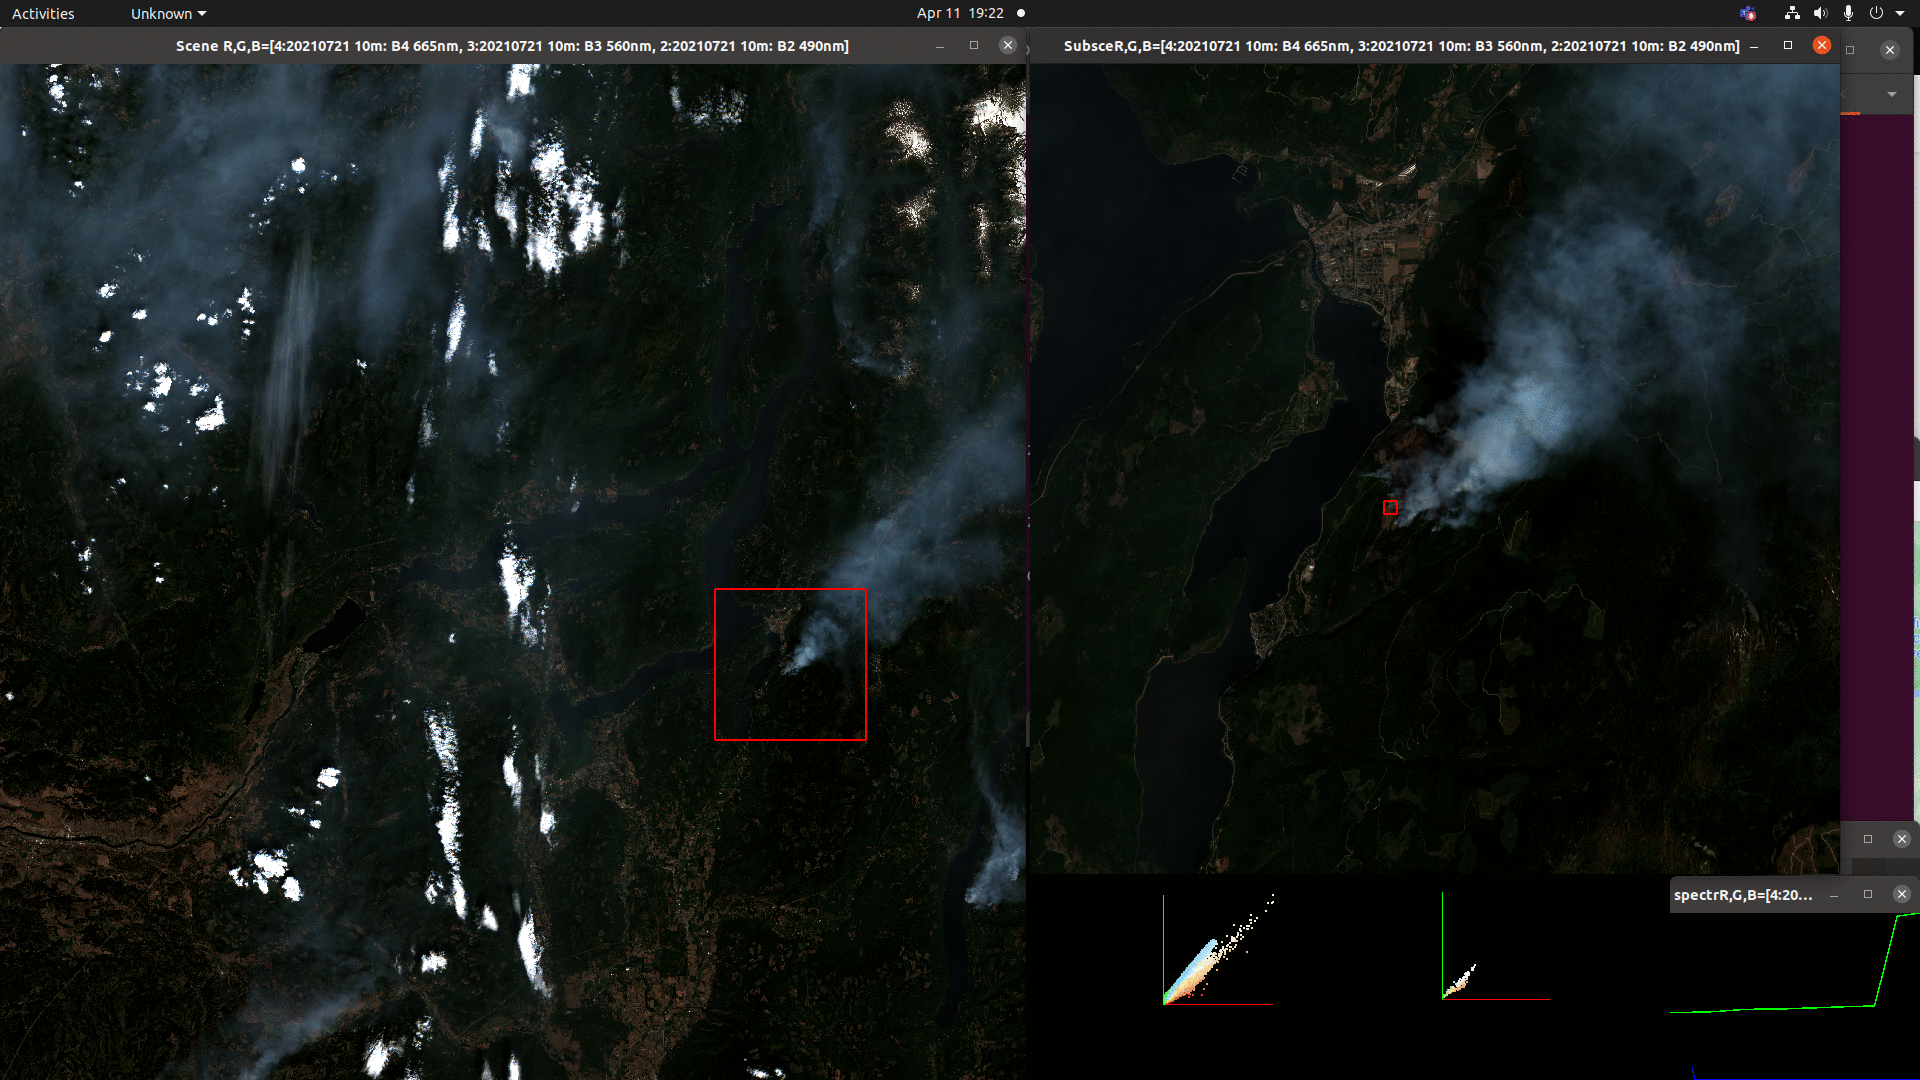 Activities
Unknown
Apr 11 19:22
Scene R,G,B=[4:20210721 10m: B4 665nm, 3:20210721 10m: B3 560nm, 2:20210721 10m: B2 490nm]
SubsceR,G,B=[4:20210721 10m: B4 665nm, 3:20210721 10m: B3 560nm, 2:20210721 10m: B2 490nm]
spectrR,G,B=[4:20...